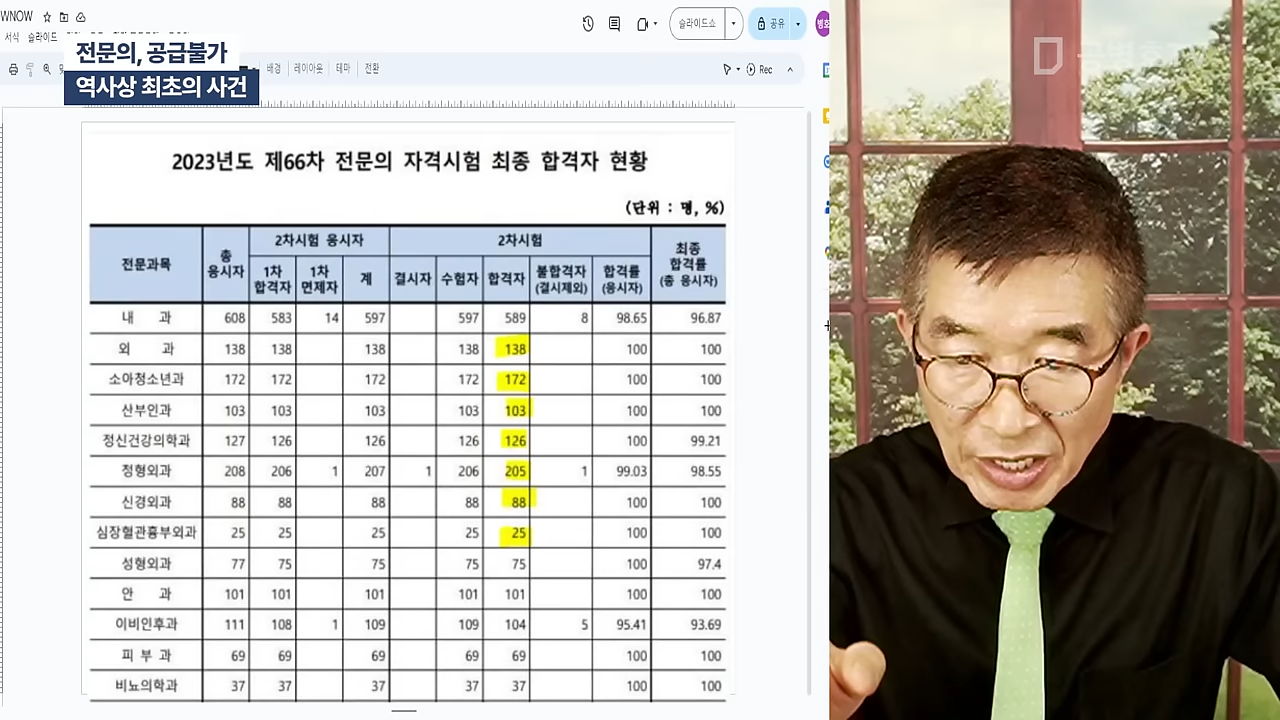 WNOW
서식 슬라이드
슬라이드쇼
공유
병호
전문의, 공급불가
역사상 최초의 사건
배경 레이아웃 테마 전환
Rec
2023년도 제66차 전문의 자격시험 최종 합격자 현황
(단위 : 명, %)
전문과목 총 응시자 2차시험 응시자 2차시험 최종 합격률 (총 응시자)
1차 합격자 1차 면제자 계 결시자 수험자 합격자 불합격자 (결시제외) 합격률 (응시자)
내 과 608 583 14 597 597 589 8 98.65 96.87
외 과 138 138 138 138 138 100 100
소아청소년과 172 172 172 172 172 100 100
산부인과 103 103 103 103 103 100 100
정신건강의학과 127 126 126 126 126 100 99.21
정형외과 208 206 1 207 1 206 205 1 99.03 98.55
신경외과 88 88 88 88 88 100 100
심장혈관흉부외과 25 25 25 25 25 100 100
성형외과 77 75 75 75 75 100 97.4
안 과 101 101 101 101 101 100 100
이비인후과 111 108 1 109 109 104 5 95.41 93.69
피 부 과 69 69 69 69 69 100 100
비뇨의학과 37 37 37 37 37 100 100